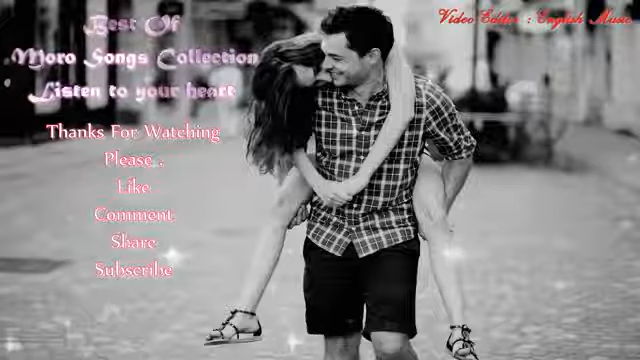 Best Of
Moro Songs Collection
Listen to your heart
Video Editor : English Music
Thanks For Watching
Please .
Like
Comment
Share
Subscribe